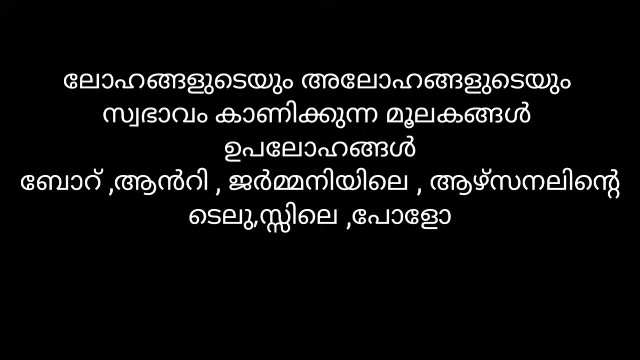 ലോഹങ്ങളുടെയും അലോഹങ്ങളുടെയും
സ്വഭാവം കാണിക്കുന്ന മൂലകങ്ങൾ
ഉപലോഹങ്ങൾ
ബോറ് ,ആൻറി , ജർമ്മനിയിലെ , ആഴ്സനലിന്റെ
ടെലു,സ്സിലെ ,പോളോ